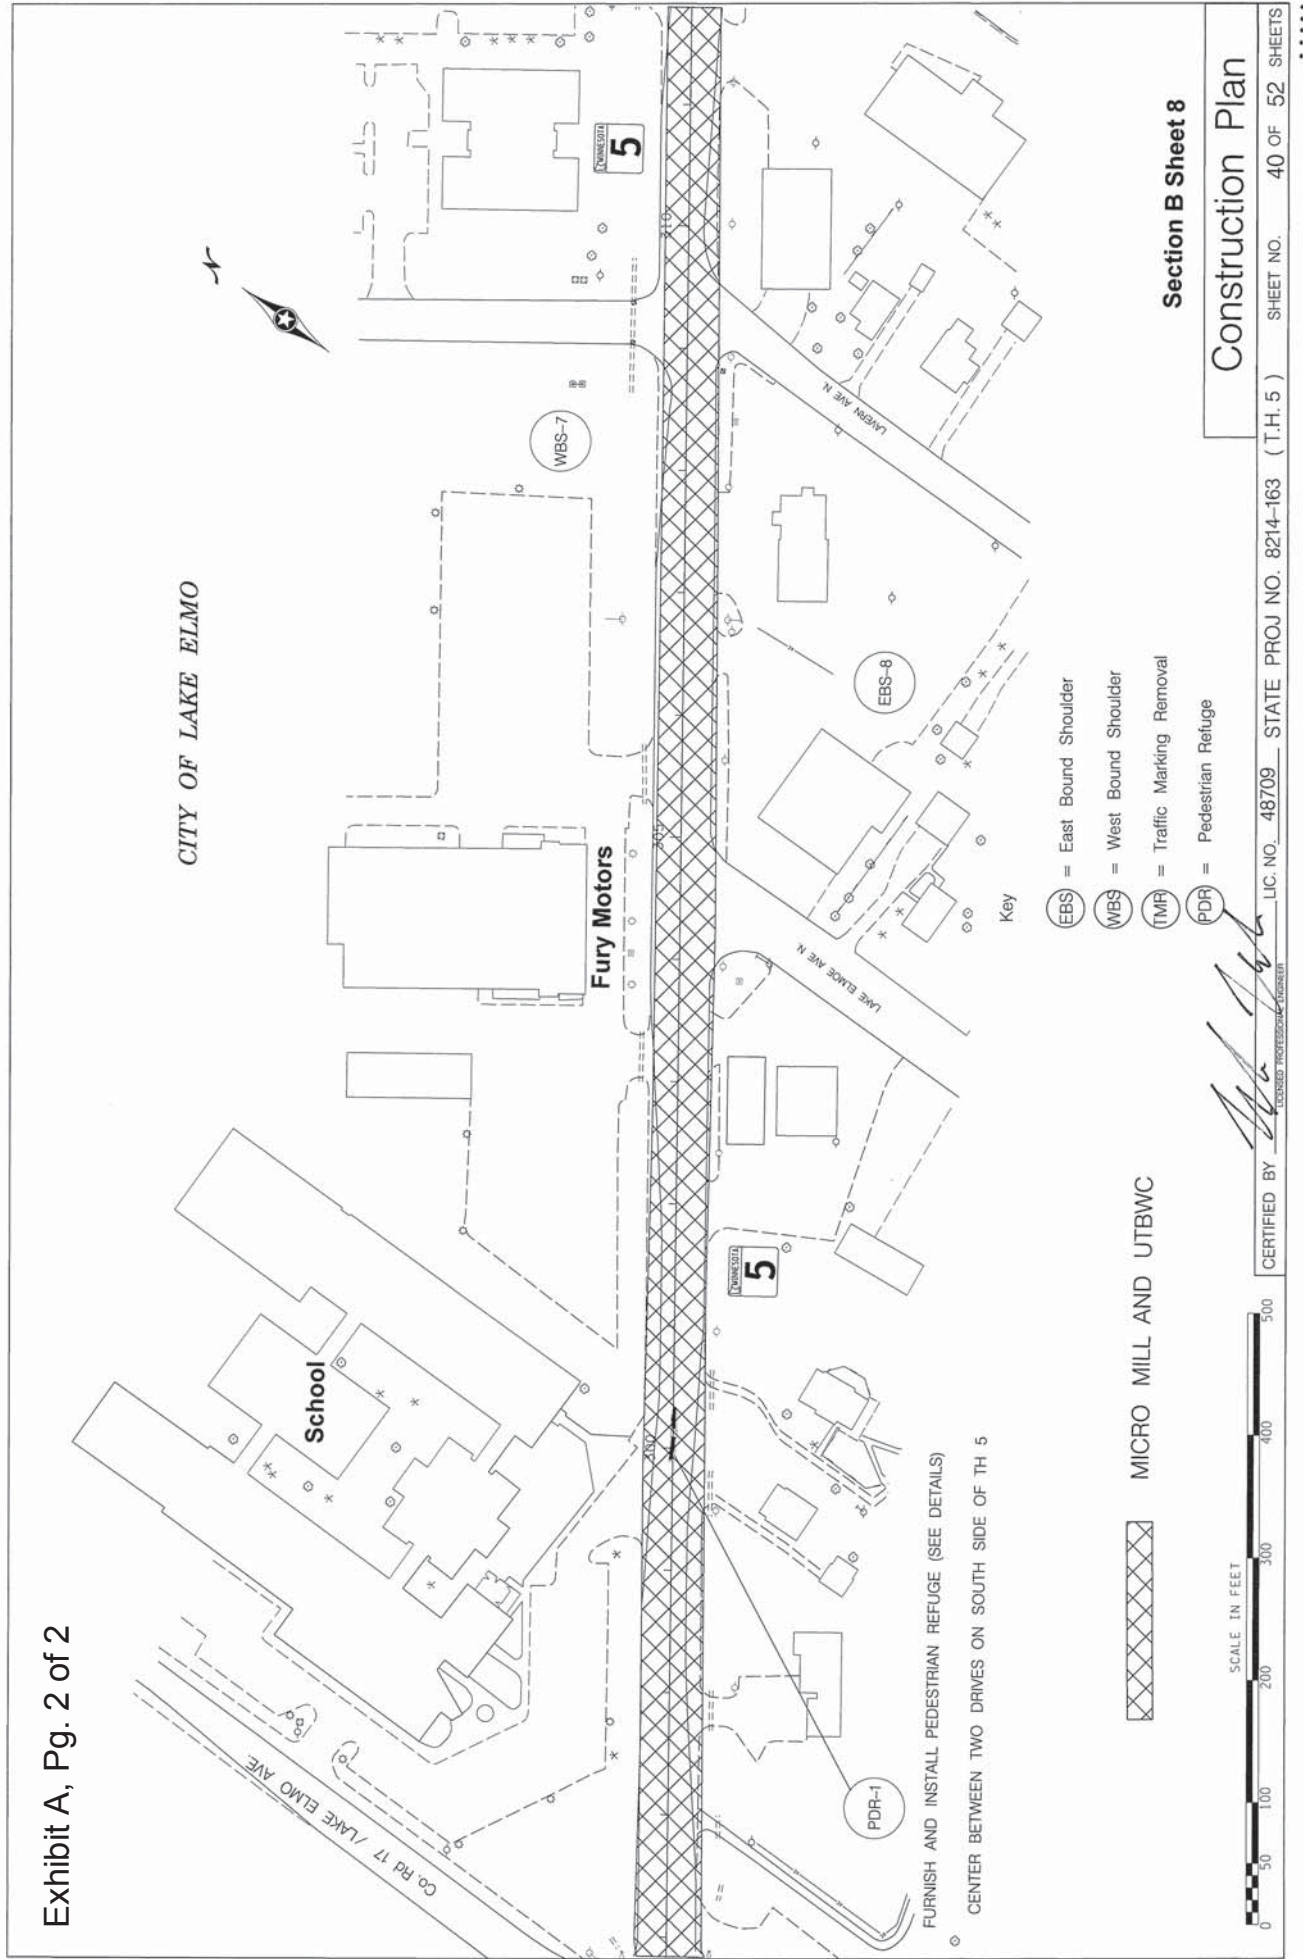 Exhibit A, Pg. 2 of 2
CITY OF LAKE ELMO
N
School
Fury Motors
WBS-7
MINNESOTA
5
Co. Rd 17 / LAKE ELMO AVE
300
305
310
MINNESOTA
5
LAKE ELMOE AVE N.
LAVERN AVE N.
EBS-8
PDR-1
FURNISH AND INSTALL PEDESTRIAN REFUGE (SEE DETAILS)
CENTER BETWEEN TWO DRIVES ON SOUTH SIDE OF TH 5
Key
EBS = East Bound Shoulder
WBS = West Bound Shoulder
TMR = Traffic Marking Removal
PDR = Pedestrian Refuge
MICRO MILL AND UTBWC
Section B Sheet 8
Construction Plan
SCALE IN FEET
0 50 100 200 300 400 500
CERTIFIED BY LIC. NO. 48709 STATE PROJ NO. 8214-163 (T.H. 5) SHEET NO. 40 OF 52 SHEETS
LICENSED PROFESSIONAL ENGINEER